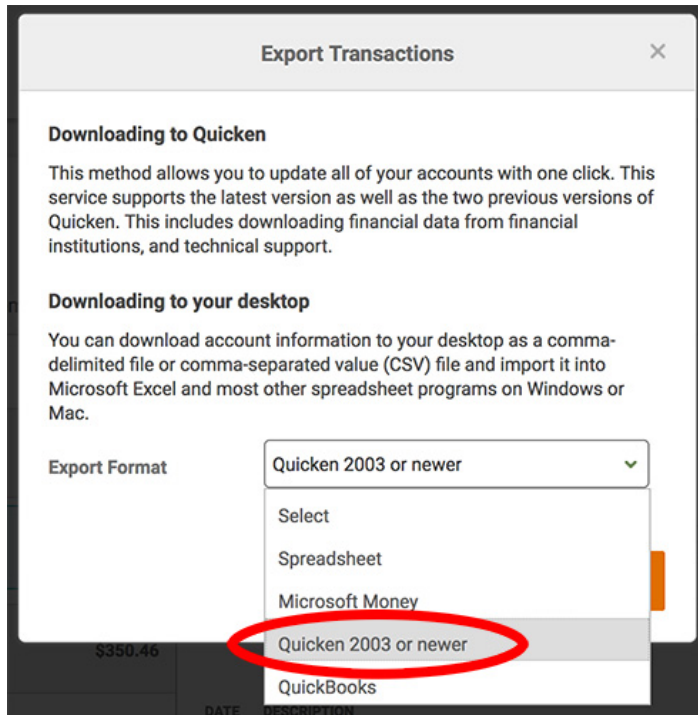 Export Transactions ×
Downloading to Quicken
This method allows you to update all of your accounts with one click. This
service supports the latest version as well as the two previous versions of
Quicken. This includes downloading financial data from financial
institutions, and technical support.
Downloading to your desktop
You can download account information to your desktop as a comma-
delimited file or comma-separated value (CSV) file and import it into
Microsoft Excel and most other spreadsheet programs on Windows or
Mac.
Export Format Quicken 2003 or newer
Select
Spreadsheet
Microsoft Money
Quicken 2003 or newer
QuickBooks
$350.46
DATE DESCRIPTION